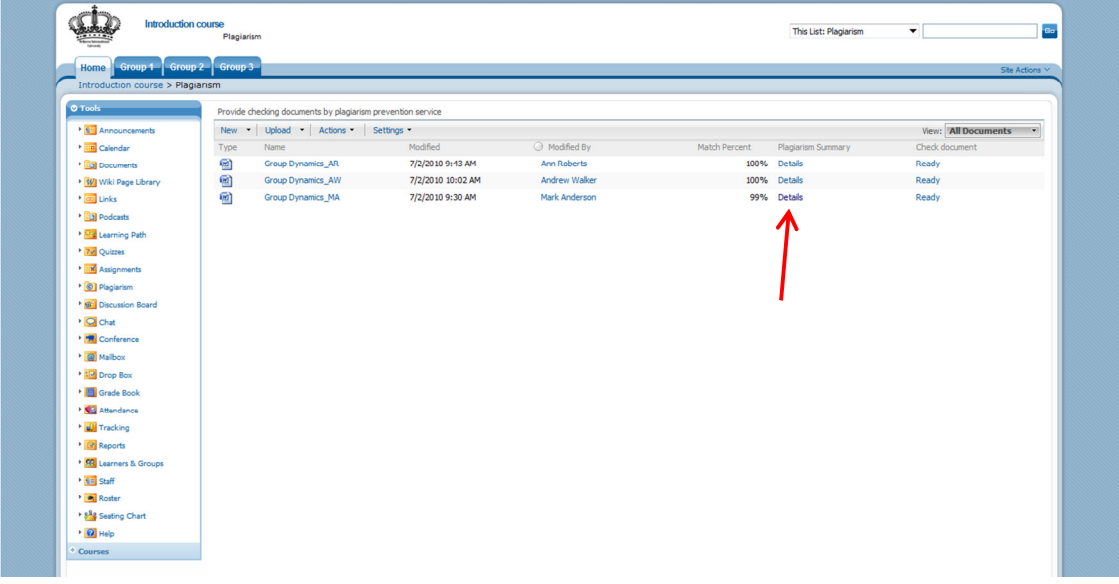 Introduction course
Plagiarism
This List: Plagiarism
Go
Home Group 1 Group 2 Group 3
Site Actions
Introduction course > Plagiarism
Tools
Provide checking documents by plagiarism prevention service
New Upload Actions Settings View: All Documents
Type Name Modified Modified By Match Percent Plagiarism Summary Check document
Group Dynamics_AR 7/2/2010 9:43 AM Ann Roberts 100% Details Ready
Group Dynamics_AW 7/2/2010 10:02 AM Andrew Walker 100% Details Ready
Group Dynamics_MA 7/2/2010 9:30 AM Mark Anderson 99% Details Ready
Announcements
Calendar
Documents
Wiki Page Library
Links
Podcasts
Learning Path
Quizzes
Assignments
Plagiarism
Discussion Board
Chat
Conference
Mailbox
Drop Box
Grade Book
Attendance
Tracking
Reports
Learners & Groups
Staff
Roster
Seating Chart
Help
Courses